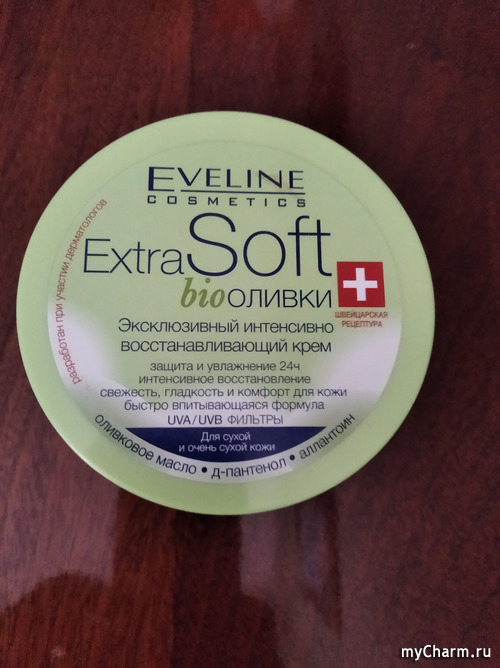 EVELINE
COSMETICS
Extra Soft
bio ОЛИВКИ
разработан при участии дерматологов
ШВЕЙЦАРСКАЯ
РЕЦЕПТУРА
Эксклюзивный интенсивно
восстанавливающий крем
защита и увлажнение 24ч
интенсивное восстановление
свежесть, гладкость и комфорт для кожи
быстро впитывающаяся формула
UVA/UVB ФИЛЬТРЫ
Для сухой
и очень сухой кожи
оливковое масло • д-пантенол • аллантоин
myCharm.ru